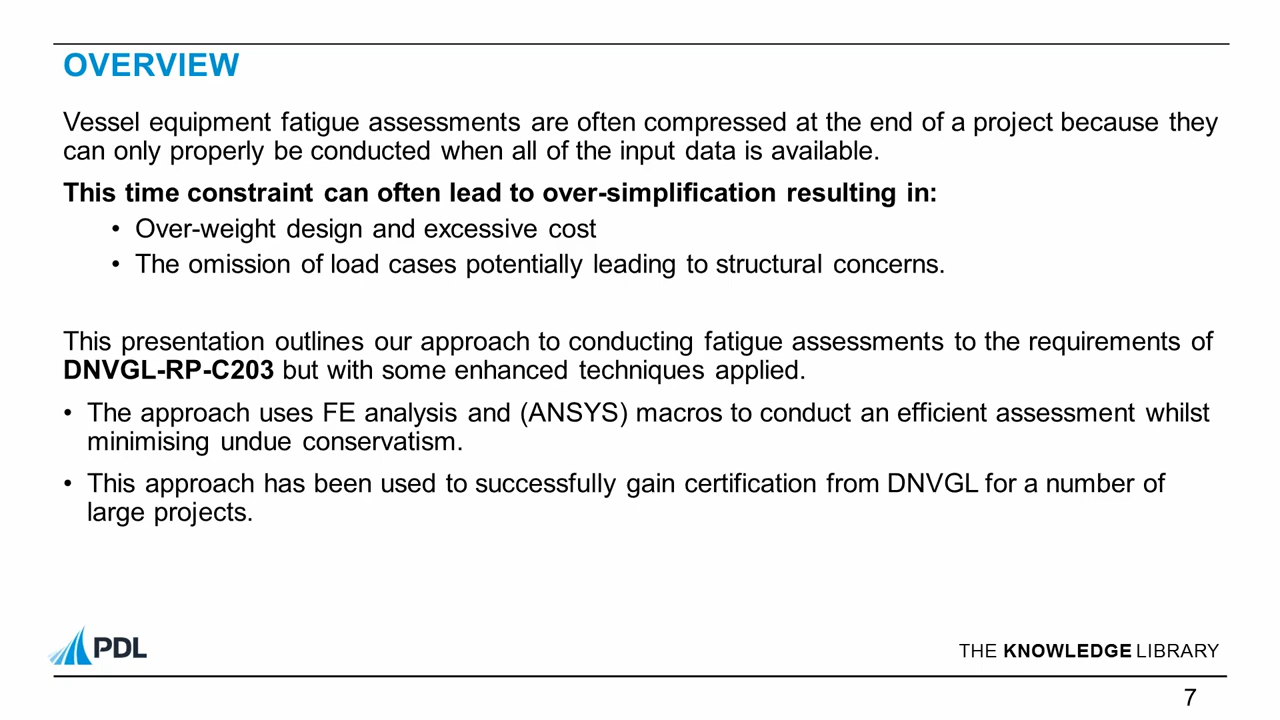 OVERVIEW
Vessel equipment fatigue assessments are often compressed at the end of a project because they
can only properly be conducted when all of the input data is available.
This time constraint can often lead to over-simplification resulting in:
• Over-weight design and excessive cost
• The omission of load cases potentially leading to structural concerns.
This presentation outlines our approach to conducting fatigue assessments to the requirements of
DNVGL-RP-C203 but with some enhanced techniques applied.
• The approach uses FE analysis and (ANSYS) macros to conduct an efficient assessment whilst
minimising undue conservatism.
• This approach has been used to successfully gain certification from DNVGL for a number of
large projects.
PDL
THE KNOWLEDGE LIBRARY
7